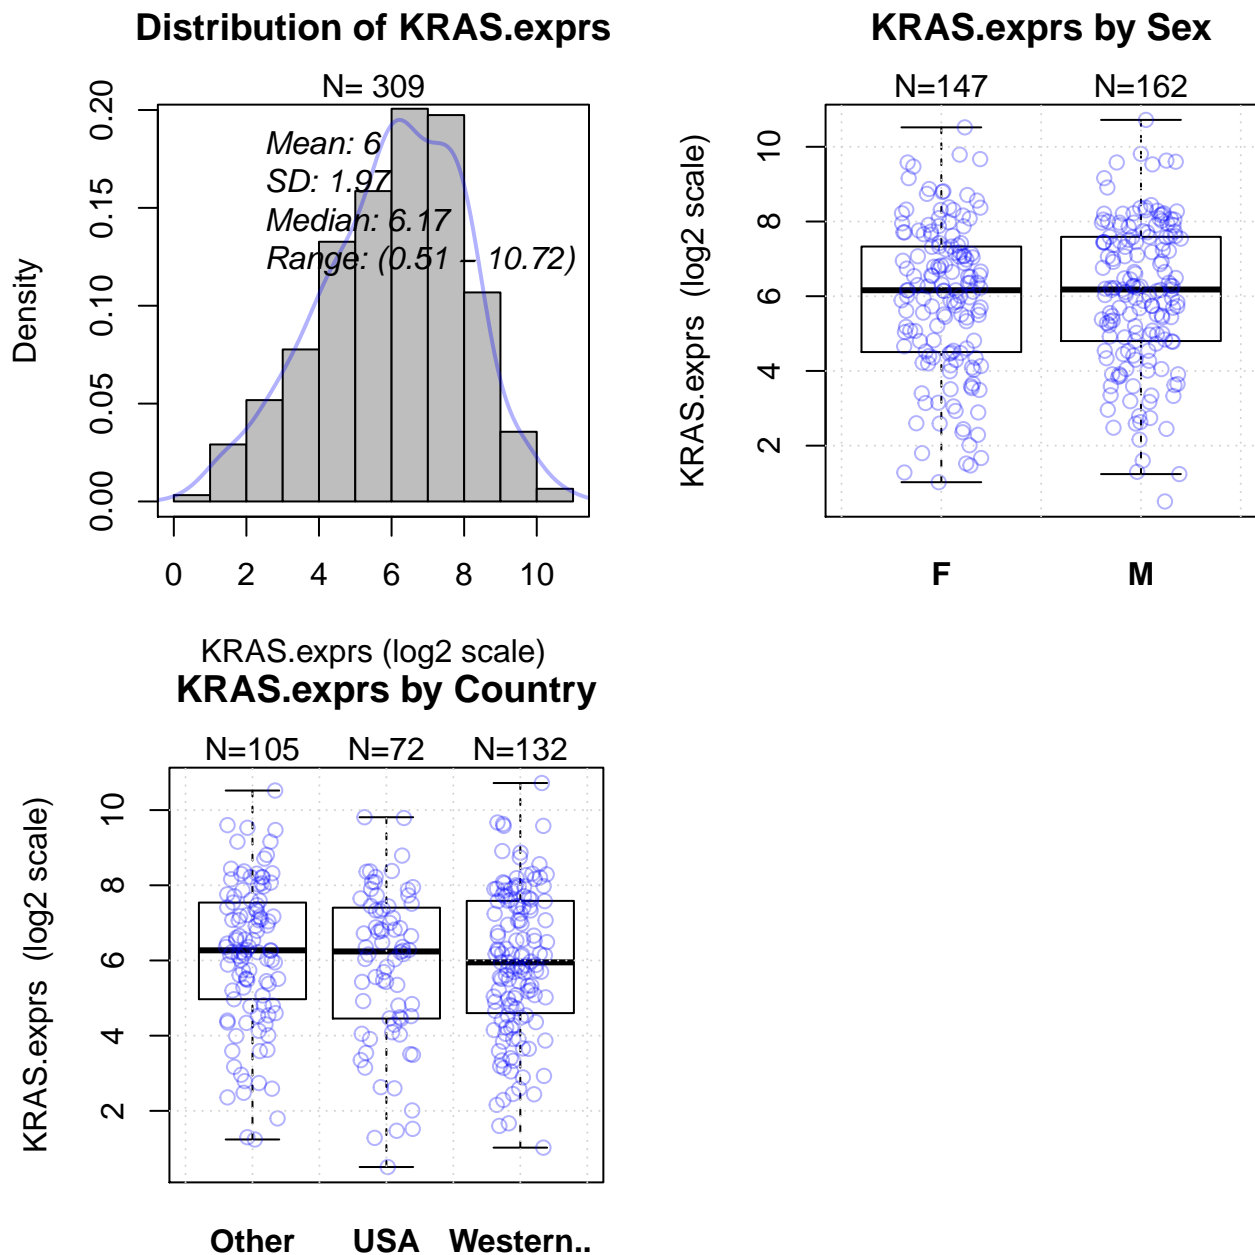 Distribution of KRAS.exprs
N= 309
Mean: 6
SD: 1.97
Median: 6.17
Range: (0.51 – 10.72)
Density
0.00 0.05 0.10 0.15 0.20
0 2 4 6 8 10
KRAS.exprs (log2 scale)
KRAS.exprs by Sex
N=147 N=162
KRAS.exprs (log2 scale)
2 4 6 8 10
F M
KRAS.exprs by Country
N=105 N=72 N=132
KRAS.exprs (log2 scale)
2 4 6 8 10
Other USA Western..